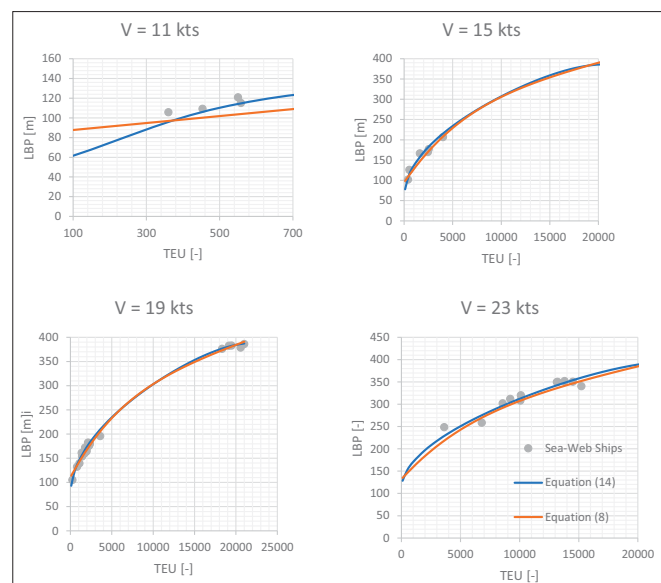 V = 11 kts
LBP [m]
160
140
120
100
80
60
40
20
0
100 300 500 700
TEU [-]
V = 15 kts
LBP [m]
400
350
300
250
200
150
100
50
0
0 5000 10000 15000 20000
TEU [-]
V = 19 kts
LBP [m]i
400
350
300
250
200
150
100
50
0
0 5000 10000 15000 20000 25000
TEU [-]
V = 23 kts
LBP [-]
450
400
350
300
250
200
150
100
50
0
Sea-Web Ships
Equation (14)
Equation (8)
0 5000 10000 15000 20000
TEU [-]